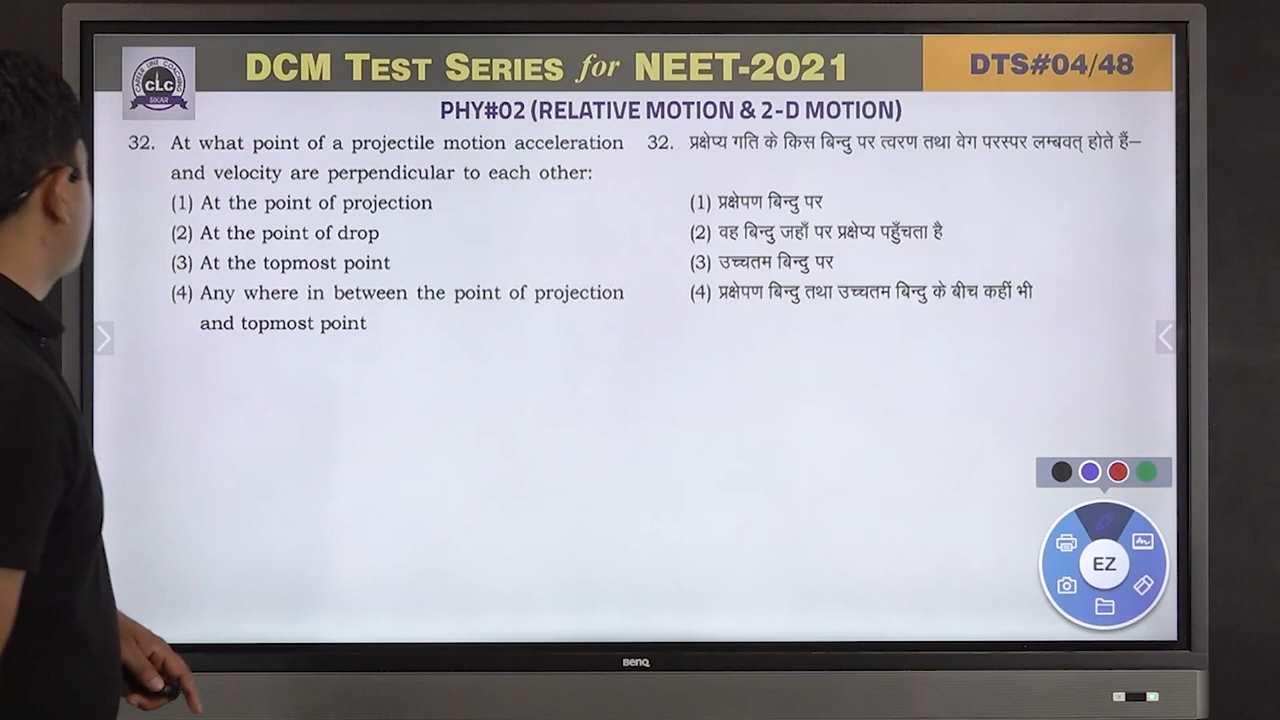 DCM TEST SERIES for NEET-2021
DTS#04/48
CAREER LINE COACHING
CLC
SIKAR
PHY#02 (RELATIVE MOTION & 2-D MOTION)
32. At what point of a projectile motion acceleration
and velocity are perpendicular to each other:
(1) At the point of projection
(2) At the point of drop
(3) At the topmost point
(4) Any where in between the point of projection
and topmost point
32. प्रक्षेप्य गति के किस बिन्दु पर त्वरण तथा वेग परस्पर लम्बवत् होते हैं–
(1) प्रक्षेपण बिन्दु पर
(2) वह बिन्दु जहाँ पर प्रक्षेप्य पहुँचता है
(3) उच्चतम बिन्दु पर
(4) प्रक्षेपण बिन्दु तथा उच्चतम बिन्दु के बीच कहीं भी
EZ
BenQ